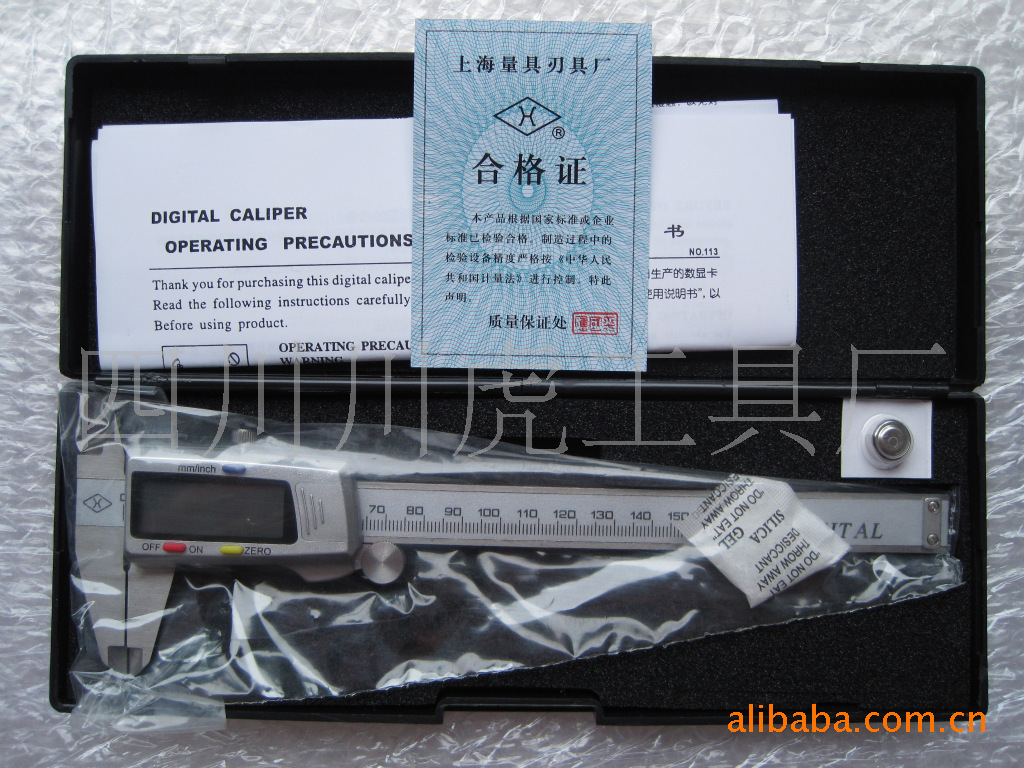 上海量具刃具厂
H
®
合格证
本产品根据国家标准或企业
标准已检验合格。制造过程中的
检验设备精度严格按《中华人民
共和国计量法》进行控制。特此
声明。
质量保证处
DIGITAL CALIPER
OPERATING PRECAUTIONS
Thank you for purchasing this digital calipe
Read the following instructions carefully
Before using product.
OPERATING PRECAU
WARNING
书
NO.113
生产的数显卡
使用说明书”,以
四川川虎工具厂
mm/inch
OFF ON ZERO
70 80 90 100 110 120 130 140 150
DIGITAL
"DO NOT EAT"
THROW AWAY
DESICCANT
SILICA GEL
"DO NOT EAT
THROW AWAY
DESICCANT
alibaba.com.cn